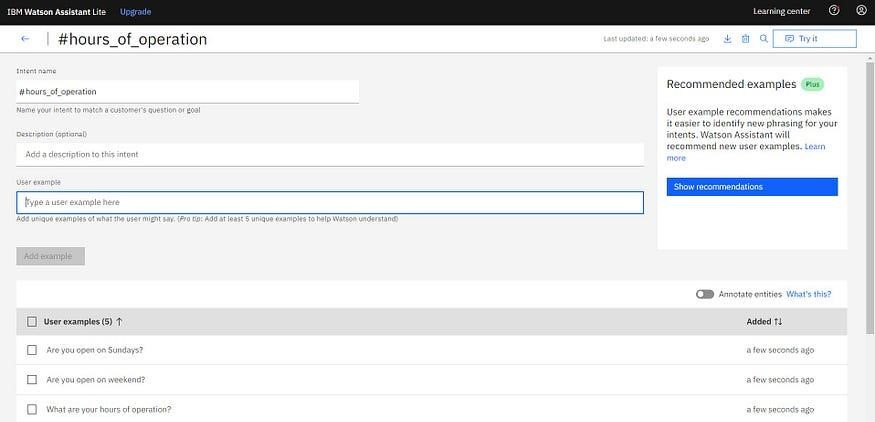 IBM Watson Assistant Lite Upgrade Learning center
#hours_of_operation Last updated: a few seconds ago Try it
Intent name
#hours_of_operation
Name your intent to match a customer's question or goal
Description (optional)
Add a description to this intent
User example
Type a user example here
Add unique examples of what the user might say. (Pro tip: Add at least 5 unique examples to help Watson understand)
Add example
Recommended examples Plus
User example recommendations makes
it easier to identify new phrasing for your
intents. Watson Assistant will
recommend new user examples. Learn
more
Show recommendations
Annotate entities What's this?
User examples (5) ↑ Added ↑↓
Are you open on Sundays? a few seconds ago
Are you open on weekend? a few seconds ago
What are your hours of operation? a few seconds ago